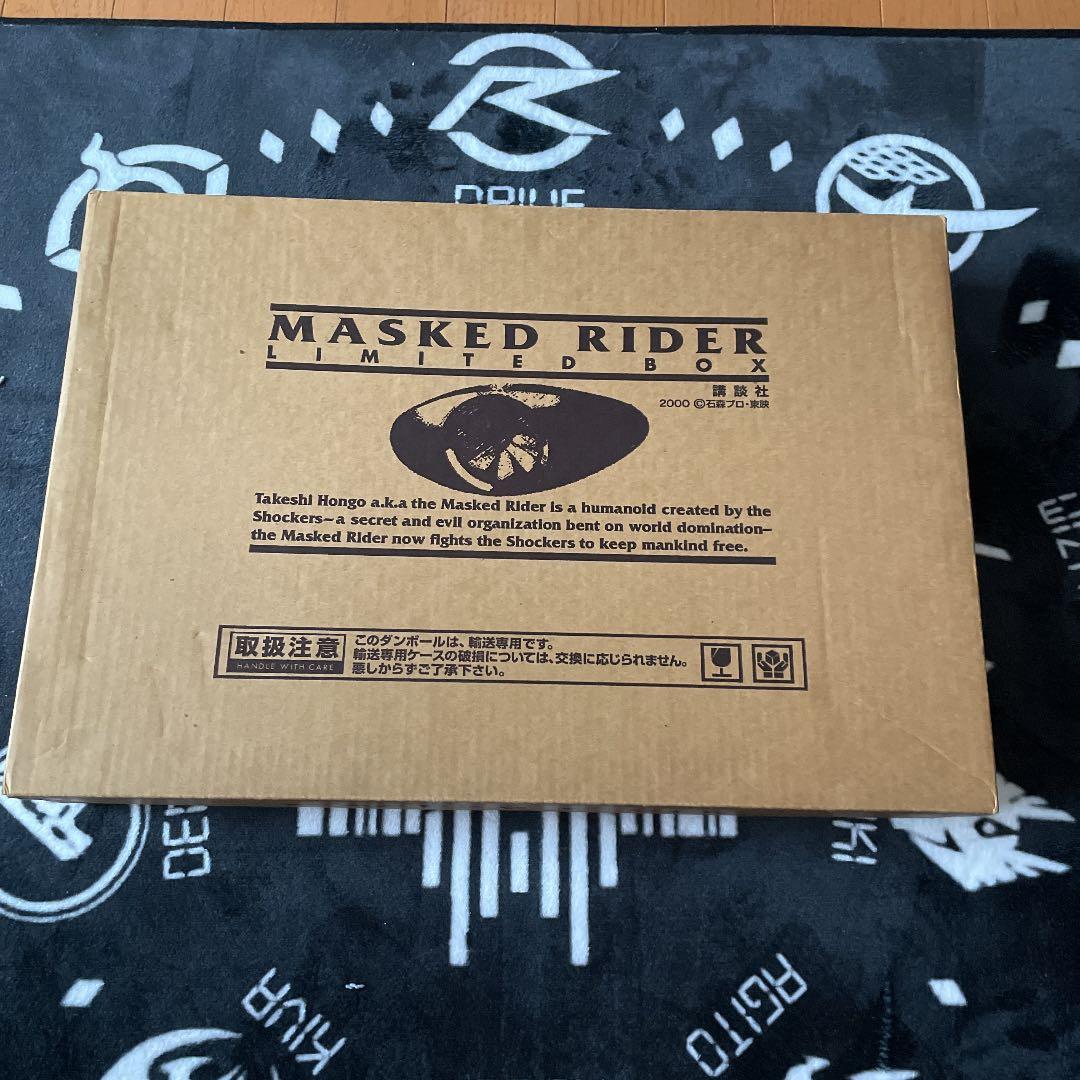 DRIVE
MASKED RIDER
LIMITED BOX
講談社
2000 ©石森プロ・東映
Takeshi Hongo a.k.a the Masked Rider is a humanoid created by the
Shockers—a secret and evil organization bent on world domination—
the Masked Rider now fights the Shockers to keep mankind free.
取扱注意
HANDLE WITH CARE
このダンボールは、輸送専用です。
輸送専用ケースの破損については、交換に応じられません。
悪しからずご了承下さい。
KIVA
AGITO